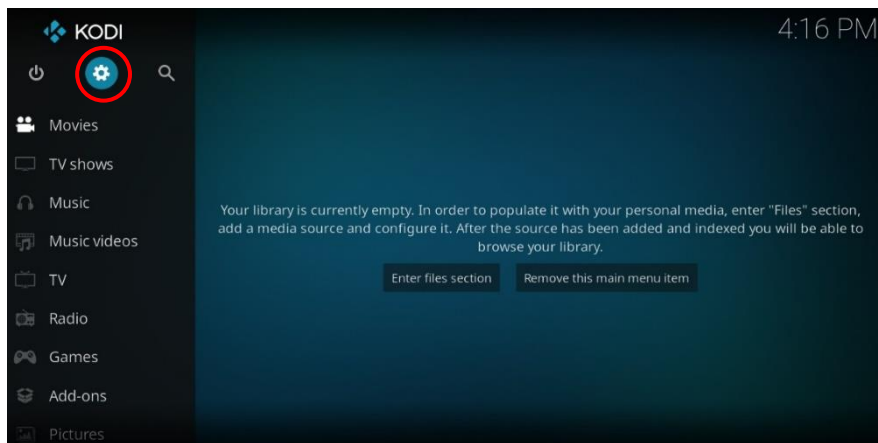 KODI
4:16 PM
Movies
TV shows
Music
Music videos
TV
Radio
Games
Add-ons
Pictures
Your library is currently empty. In order to populate it with your personal media, enter "Files" section,
add a media source and configure it. After the source has been added and indexed you will be able to
browse your library.
Enter files section
Remove this main menu item